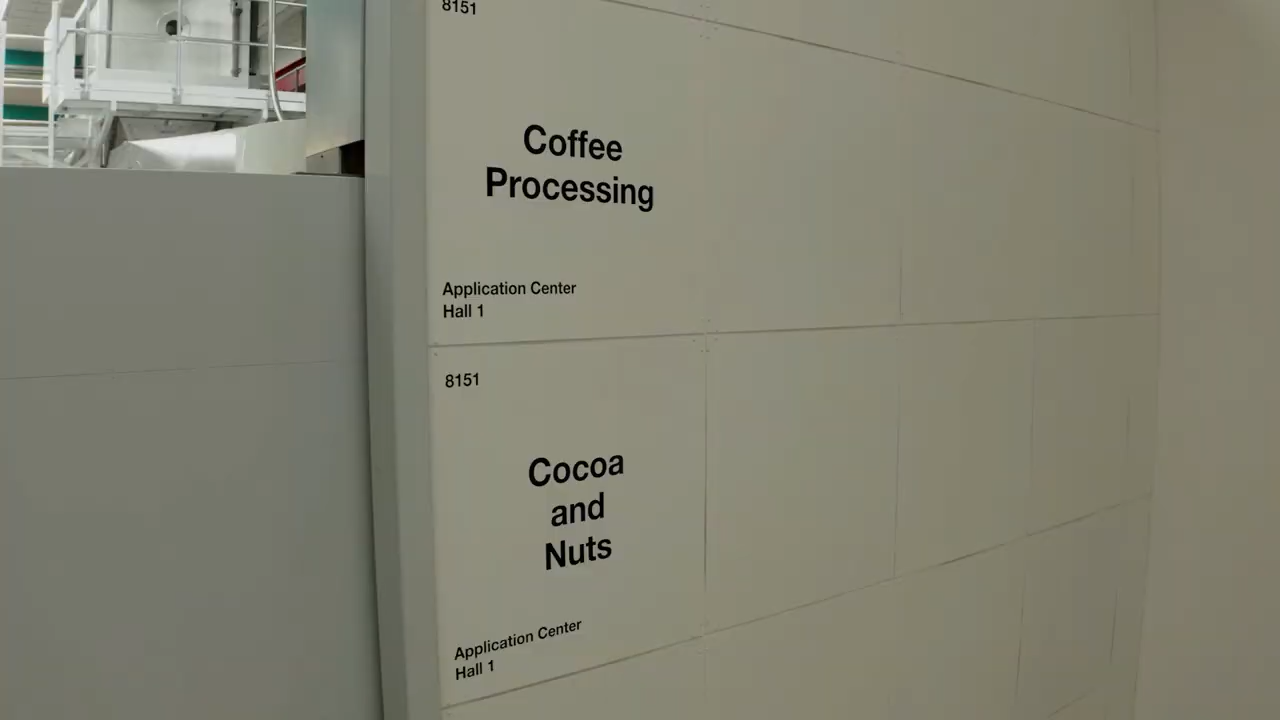 8151
Coffee
Processing
Application Center
Hall 1
8151
Cocoa
and
Nuts
Application Center
Hall 1